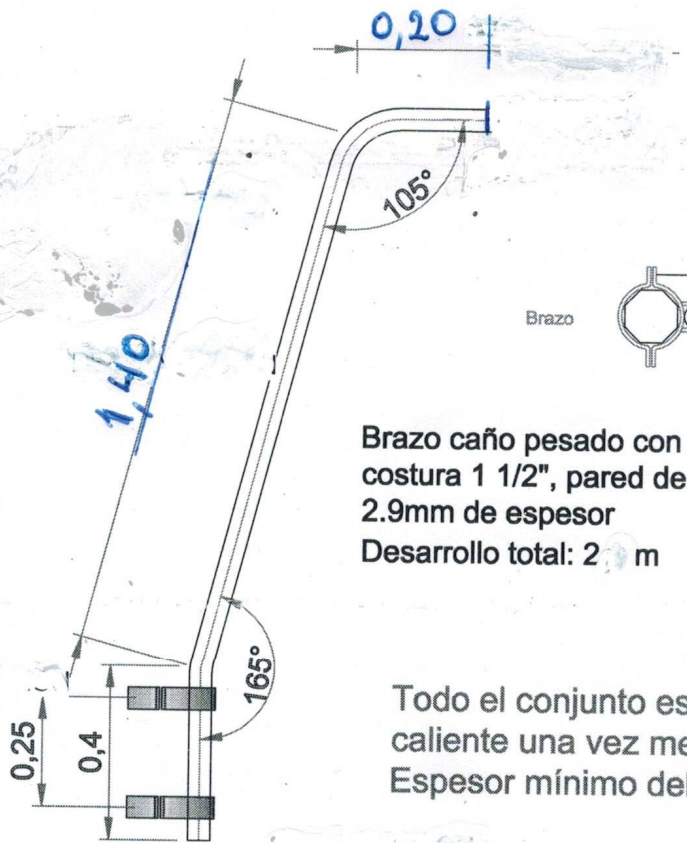 0,20
105°
1,40
Brazo
Brazo caño pesado con
costura 1 1/2", pared de
2.9mm de espesor
Desarrollo total: 2 m
165°
0,25
0,4
Todo el conjunto es
caliente una vez me
Espesor mínimo del